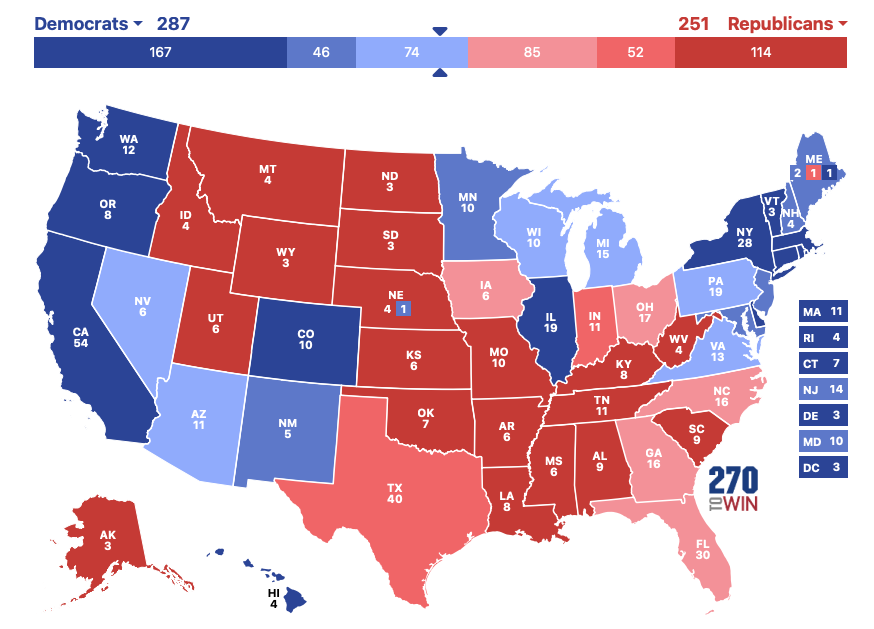 Democrats 287
251 Republicans
167 46 74 85 52 114
WA
12
OR
8
CA
54
NV
6
ID
4
MT
4
WY
3
UT
6
CO
10
AZ
11
NM
5
ND
3
SD
3
NE
4 1
KS
6
OK
7
TX
40
MN
10
IA
6
MO
10
AR
6
LA
8
WI
10
IL
19
MI
15
IN
11
OH
17
KY
8
TN
11
MS
6
AL
9
GA
16
FL
30
SC
9
NC
16
VA
13
WV
4
PA
19
NY
28
VT
3
NH
4
ME
2 1 1
MA 11
RI 4
CT 7
NJ 14
DE 3
MD 10
DC 3
AK
3
HI
4
270
TO WIN